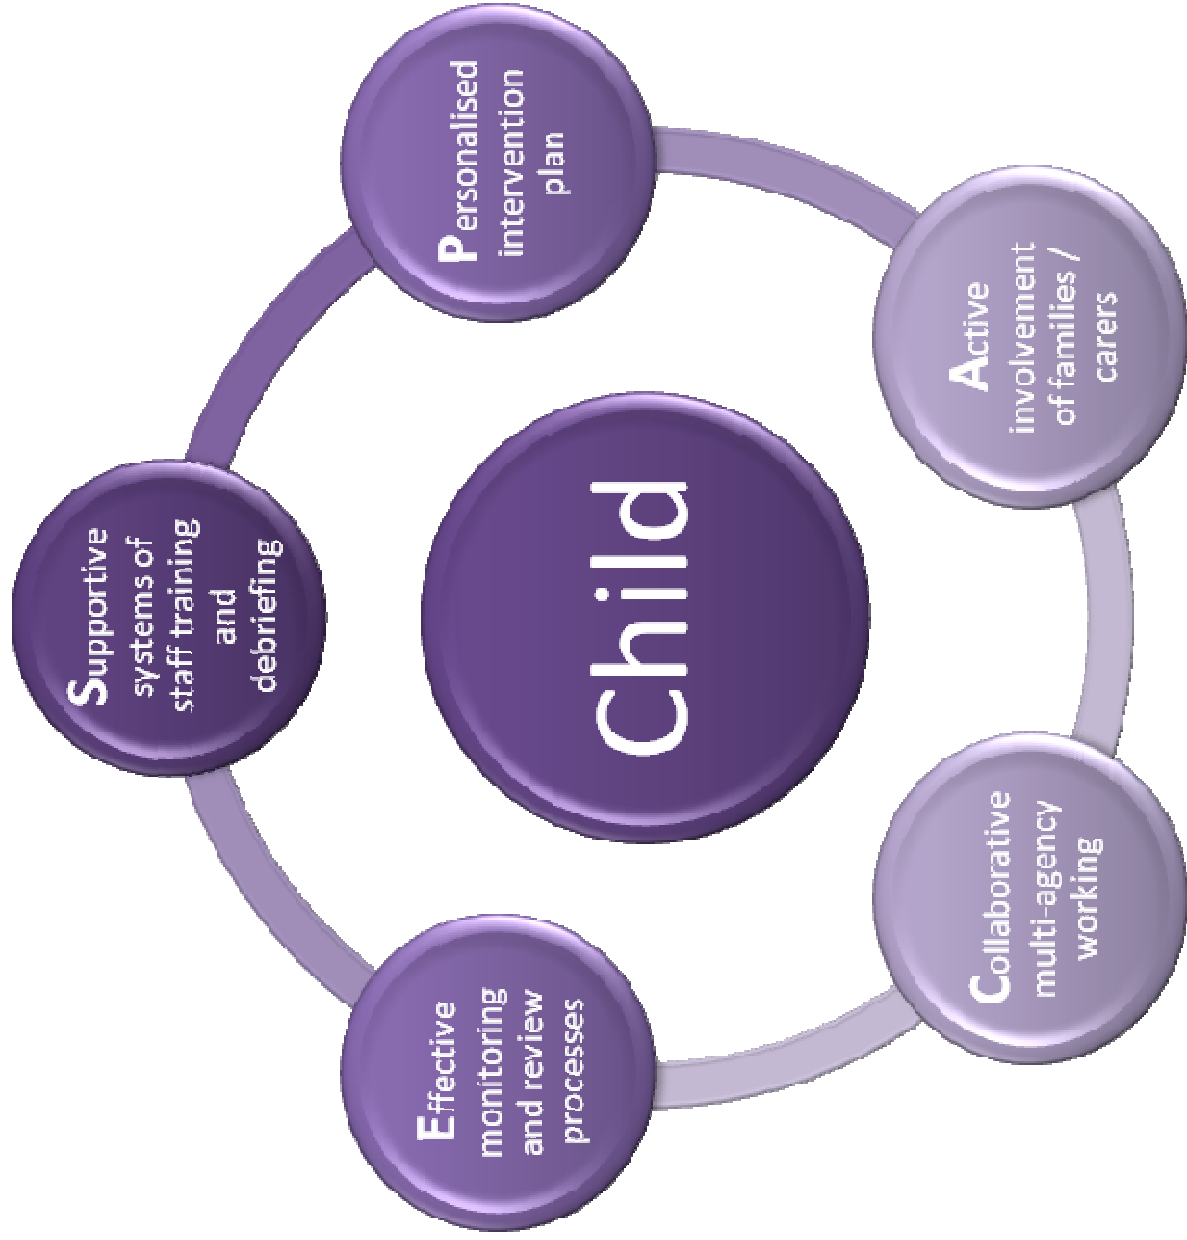 Supportive
systems of
staff training
and
debriefing
Personalised
intervention
plan
Active
involvement
of families /
carers
Collaborative
multi-agency
working
Effective
monitoring
and review
processes
Child